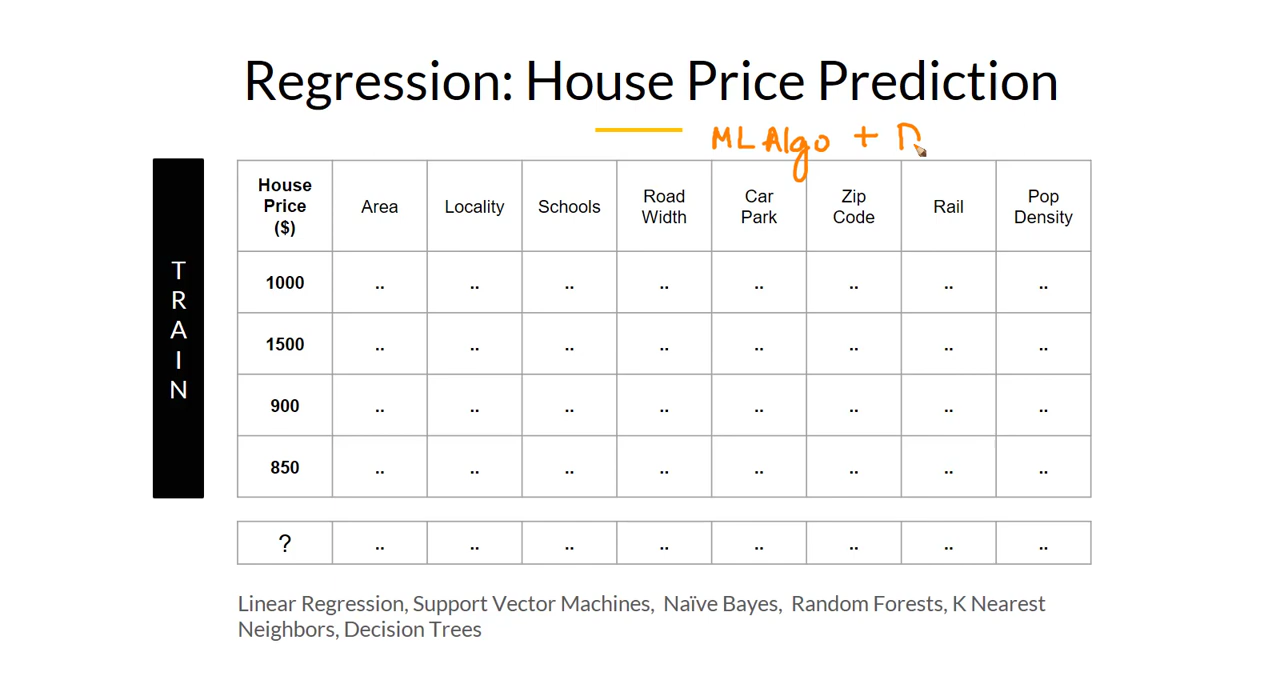 Regression: House Price Prediction
ML Algo +
TRAIN
House Price ($) Area Locality Schools Road Width Car Park Zip Code Rail Pop Density
1000 .. .. .. .. .. .. .. ..
1500 .. .. .. .. .. .. .. ..
900 .. .. .. .. .. .. .. ..
850 .. .. .. .. .. .. .. ..
? .. .. .. .. .. .. .. ..
Linear Regression, Support Vector Machines, Naïve Bayes, Random Forests, K Nearest
Neighbors, Decision Trees